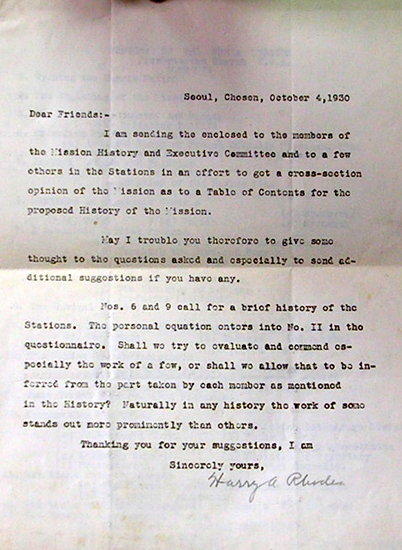 Seoul, Chosen, October 4,1930
Dear Friends:-
I am sending the enclosed to the members of
the Mission History and Executive Committee and to a few
others in the Stations in an effort to get a cross-section
opinion of the Mission as to a Table of Contents for the
proposed History of the Mission.
May I trouble you therefore to give some
thought to the questions asked and especially to send ad-
ditional suggestions if you have any.
Nos. 6 and 9 call for a brief history of the
Stations. The personal equation enters into No. II in the
questionnaire. Shall we try to evaluate and commend es-
pecially the work of a few, or shall we allow that to be in-
ferred from the part taken by each member as mentioned
in the History? Naturally in any history the work of some
stands out more prominently than others.
Thanking you for your suggestions, I am
Sincerely yours,
Harry A Rhodes